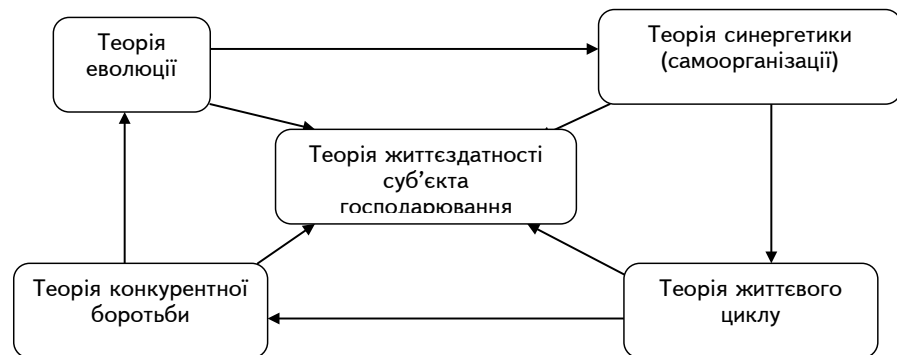 Теорія
еволюції
Теорія синергетики
(самоорганізації)
Теорія життєздатності
суб’єкта
господарювання
Теорія конкурентної
боротьби
Теорія життєвого
циклу